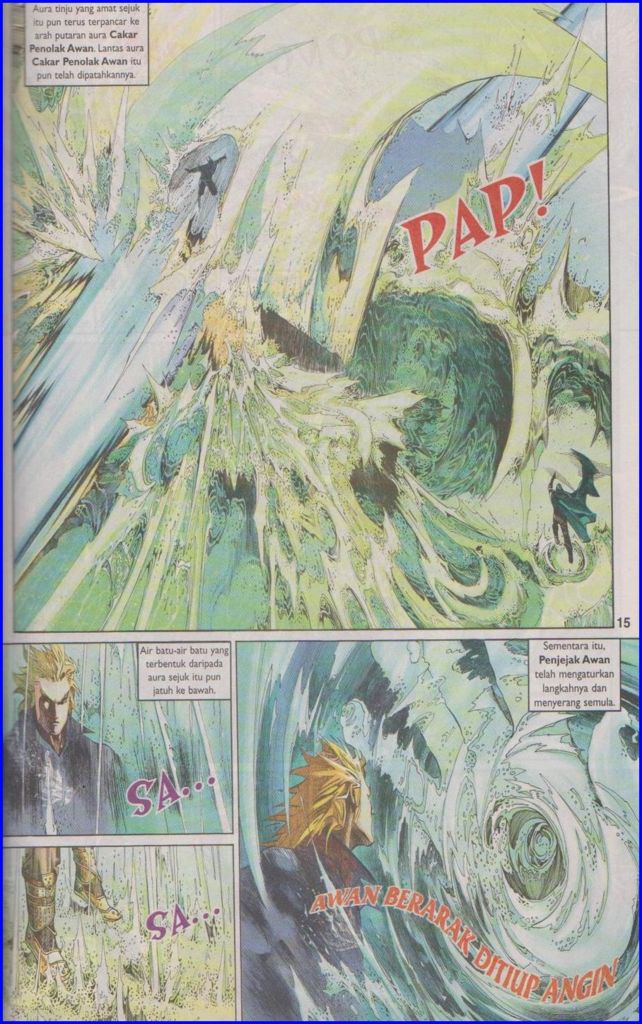 Aura tinju yang amat sejuk
itu pun terus terpancar ke
arah putaran aura Cakar
Penolak Awan. Lantas aura
Cakar Penolak Awan itu
pun telah dipatahkannya.
PAP!
15
Air batu-air batu yang
terbentuk daripada
aura sejuk itu pun
jatuh ke bawah.
SA...
Sementara itu,
Penjejak Awan
telah mengaturkan
langkahnya dan
menyerang semula.
SA...
AWAN BERARAK DITIUP ANGIN!